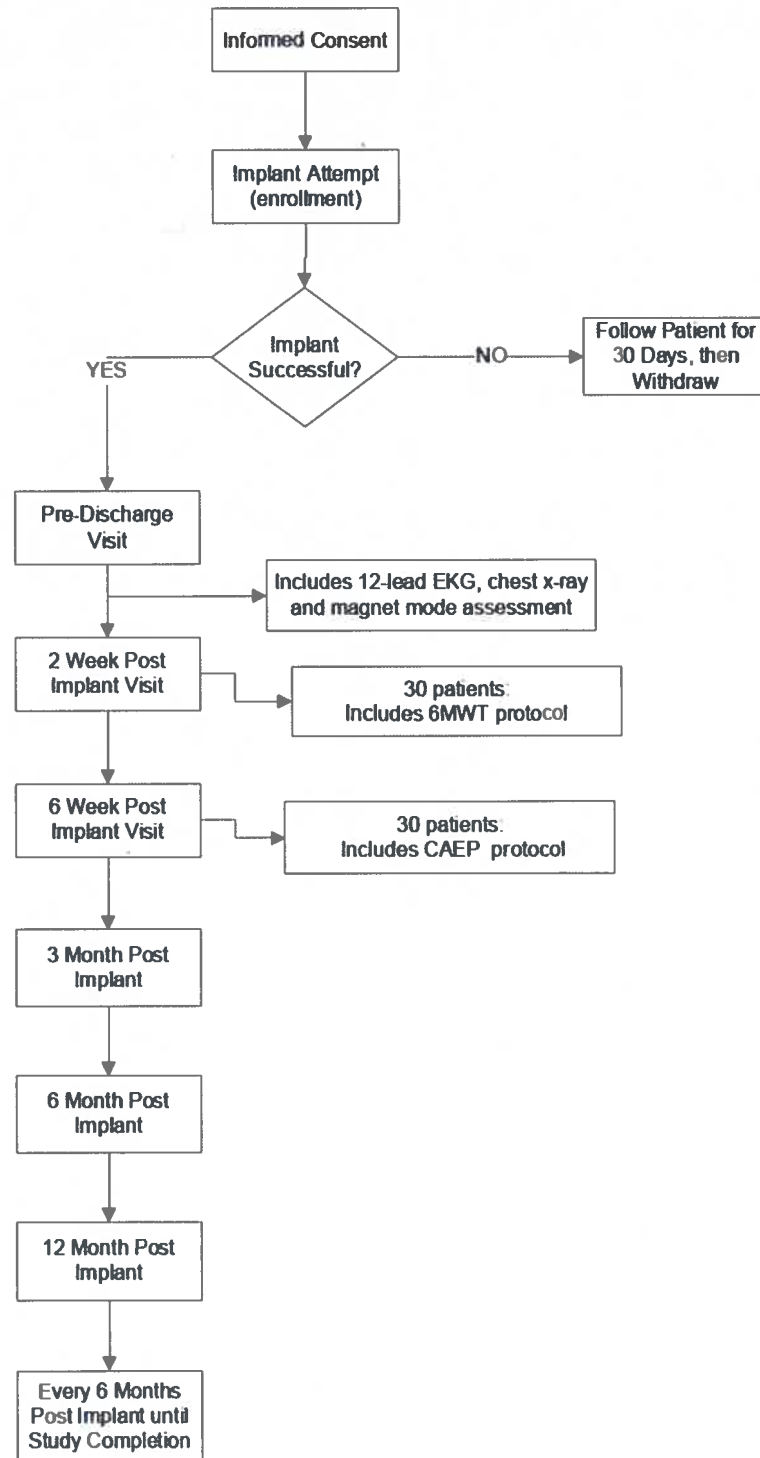 Informed Consent
Implant Attempt
(enrollment)
Implant
Successful?
YES
NO
Follow Patient for
30 Days, then
Withdraw
Pre-Discharge
Visit
Includes 12-lead EKG, chest x-ray
and magnet mode assessment
2 Week Post
Implant Visit
30 patients:
Includes 6MWT protocol
6 Week Post
Implant Visit
30 patients:
Includes CAEP protocol
3 Month Post
Implant
6 Month Post
Implant
12 Month Post
Implant
Every 6 Months
Post Implant until
Study Completion